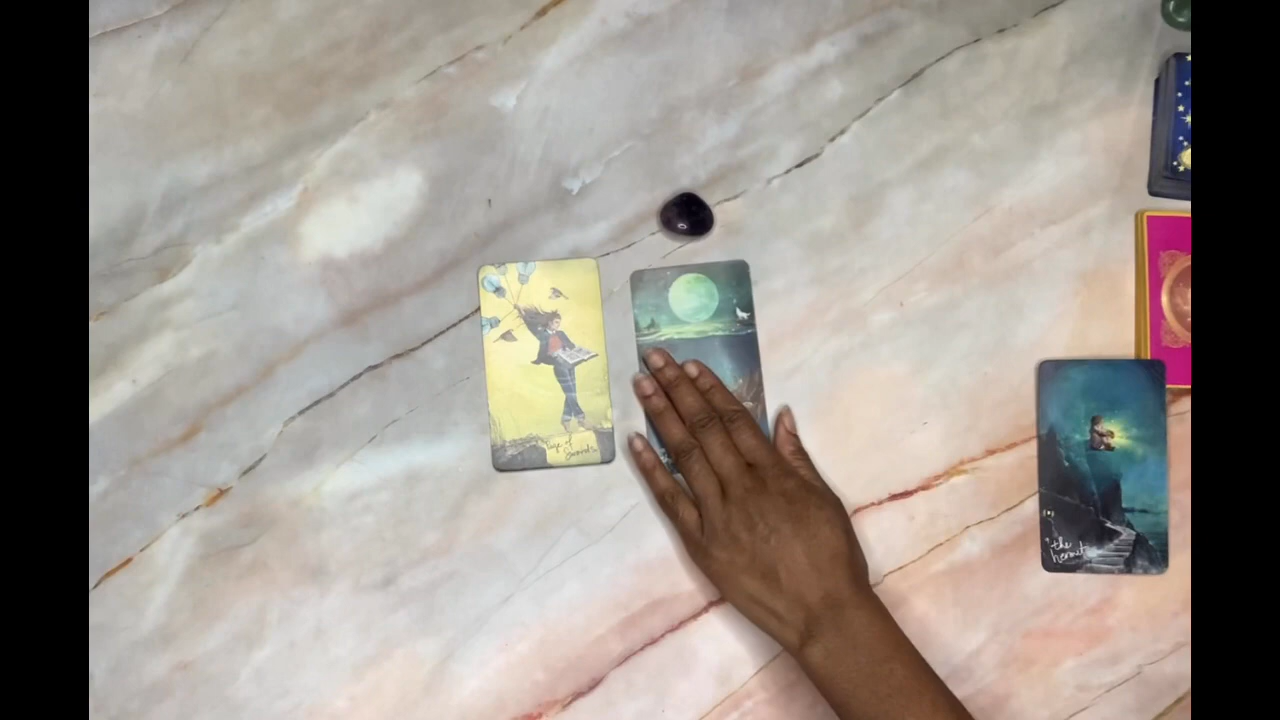 Page of
Swords
the
hermit